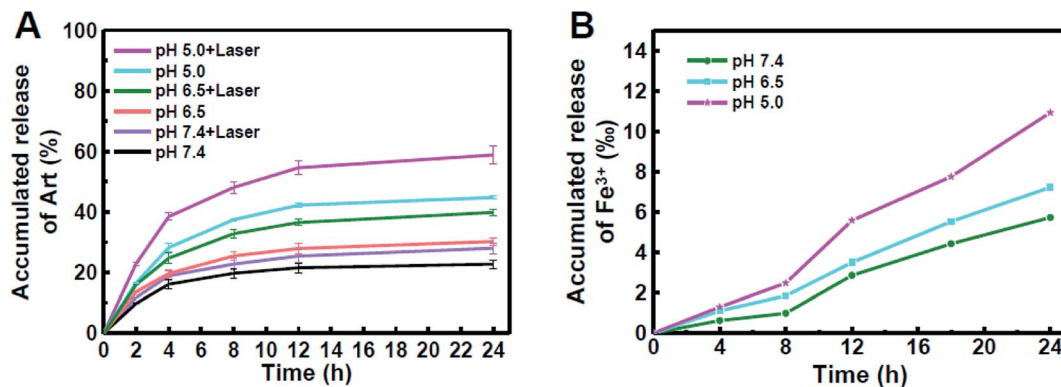 A
Accumulated release
of Art (%)
100
80
60
40
20
0
pH 5.0+Laser
pH 5.0
pH 6.5+Laser
pH 6.5
pH 7.4+Laser
pH 7.4
0 2 4 6 8 10 12 14 16 18 20 22 24
Time (h)
B
Accumulated release
of Fe³⁺ (‰)
14
12
10
8
6
4
2
0
pH 7.4
pH 6.5
pH 5.0
0 4 8 12 16 20 24
Time (h)